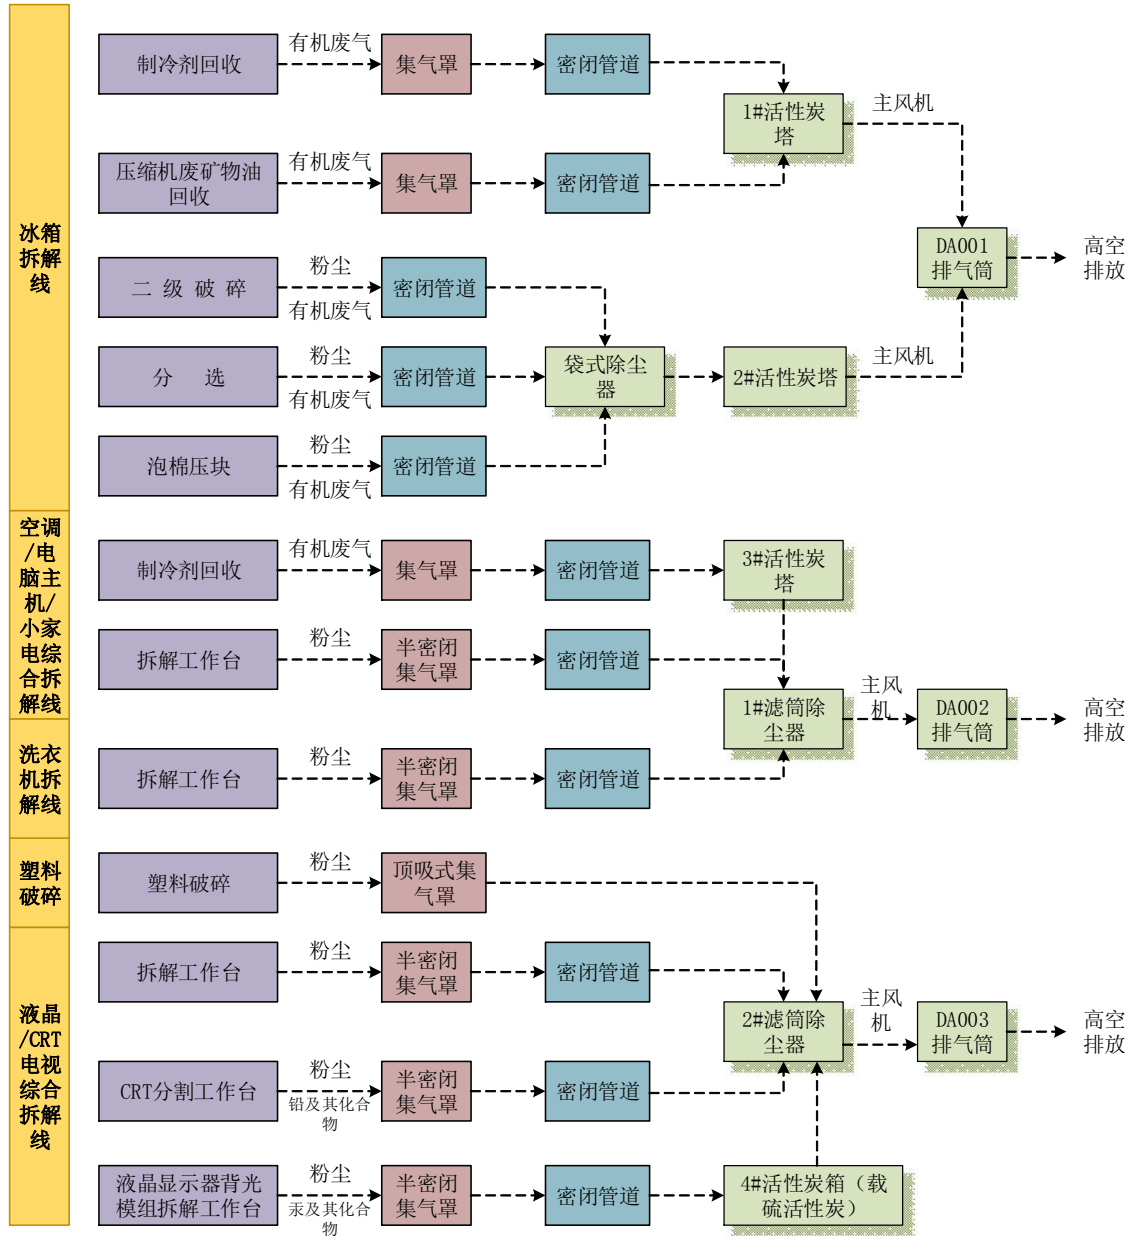 冰箱
拆解
线
制冷剂回收
有机废气
集气罩
密闭管道
1#活性炭
塔
主风机
压缩机废矿物油
回收
有机废气
集气罩
密闭管道
DA001
排气筒
高空
排放
二 级 破 碎
粉尘
有机废气
密闭管道
分 选
粉尘
有机废气
密闭管道
袋式除尘
器
2#活性炭塔
主风机
泡棉压块
粉尘
有机废气
密闭管道
空调
/电
脑主
机/
小家
电综
合拆
解线
制冷剂回收
有机废气
集气罩
密闭管道
3#活性炭
塔
拆解工作台
粉尘
半密闭
集气罩
密闭管道
1#滤筒除
尘器
主风
机
DA002
排气筒
高空
排放
洗衣
机拆
解线
拆解工作台
粉尘
半密闭
集气罩
密闭管道
塑料
破碎
塑料破碎
粉尘
顶吸式集
气罩
液晶
/CRT
电视
综合
拆解
线
拆解工作台
粉尘
半密闭
集气罩
密闭管道
2#滤筒除
尘器
主风
机
DA003
排气筒
高空
排放
CRT分割工作台
粉尘
铅及其化合
物
半密闭
集气罩
密闭管道
液晶显示器背光
模组拆解工作台
粉尘
汞及其化合
物
半密闭
集气罩
密闭管道
4#活性炭箱（载
硫活性炭）